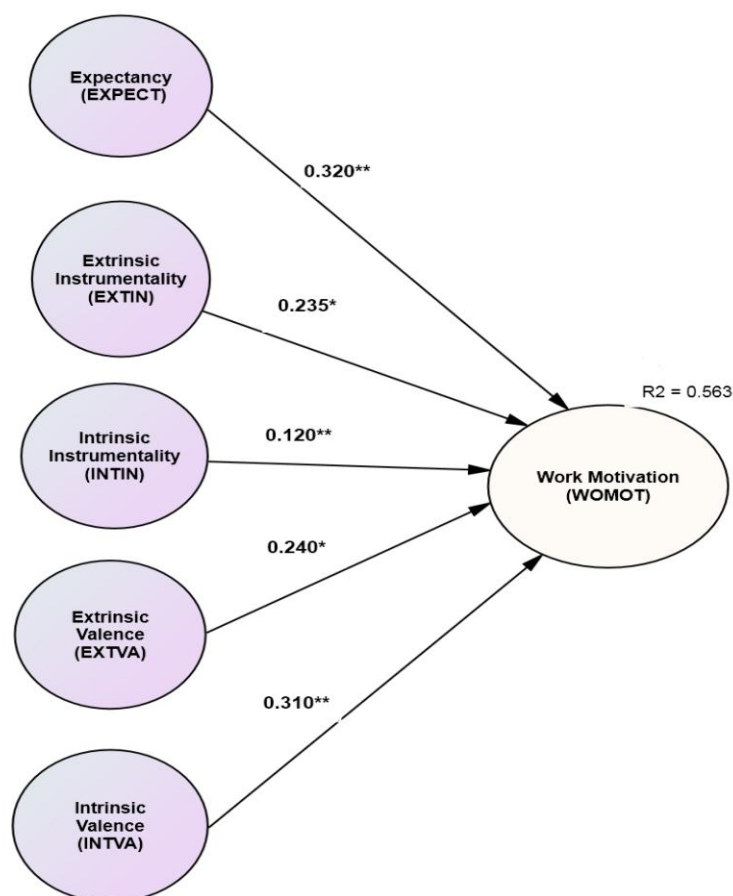 Expectancy
(EXPECT)
0.320**
Extrinsic
Instrumentality
(EXTIN)
0.235*
R2 = 0.563
Intrinsic
Instrumentality
(INTIN)
0.120**
Work Motivation
(WOMOT)
0.240*
Extrinsic
Valence
(EXTVA)
0.310**
Intrinsic
Valence
(INTVA)